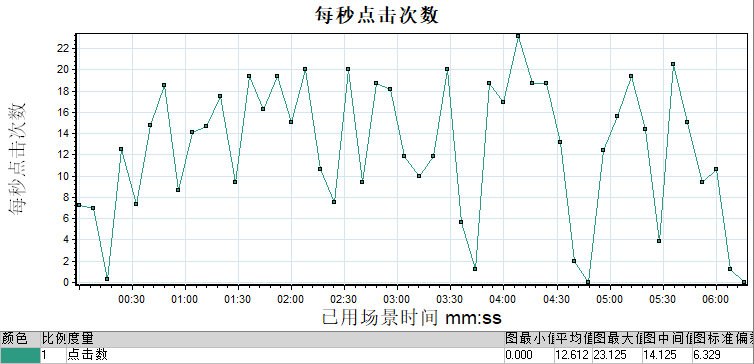 每秒点击次数
每秒点击次数
22
20
18
16
14
12
10
8
6
4
2
0
00:30 01:00 01:30 02:00 02:30 03:00 03:30 04:00 04:30 05:00 05:30 06:00
已用场景时间 mm:ss
颜色 比例 度量 图最小值 平均值 图最大值 图中间值 图标准偏差
1 点击数 0.000 12.612 23.125 14.125 6.329